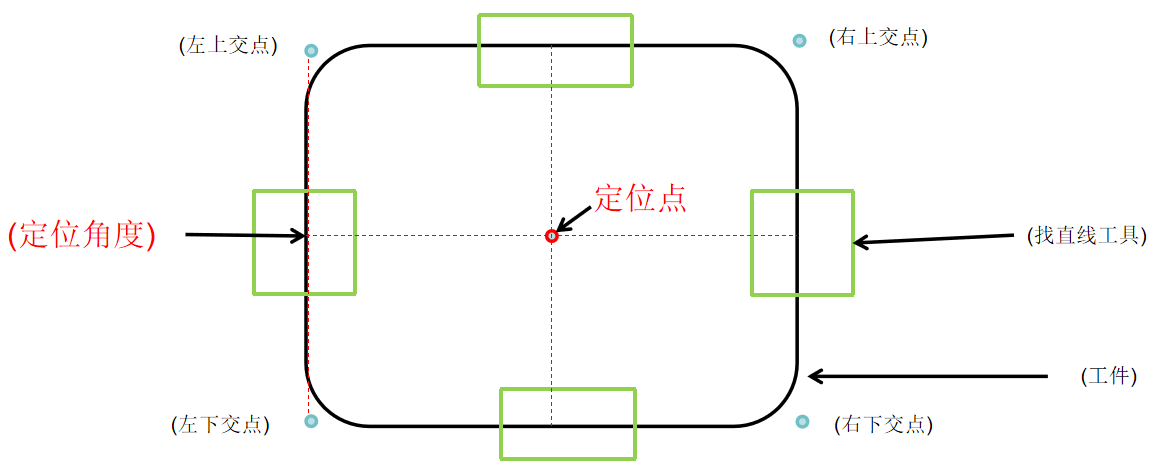 (左上交点)
(右上交点)
定位点
(定位角度)
(找直线工具)
(工件)
(左下交点)
(右下交点)